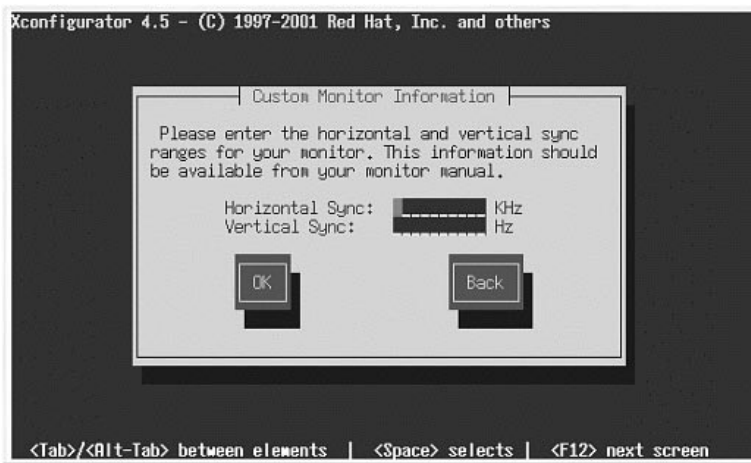 Xconfigurator 4.5 - (C) 1997-2001 Red Hat, Inc. and others
Custom Monitor Information
Please enter the horizontal and vertical sync
ranges for your monitor. This information should
be available from your monitor manual.
Horizontal Sync: KHz
Vertical Sync: Hz
OK Back
<Tab>/<Alt-Tab> between elements | <Space> selects | <F12> next screen